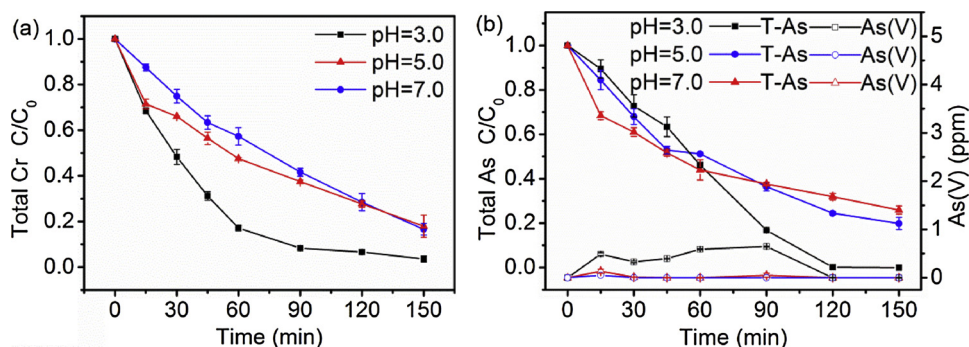 (a)
pH=3.0
pH=5.0
pH=7.0
Total Cr C/C0
1.0
0.8
0.6
0.4
0.2
0.0
0 30 60 90 120 150
Time (min)
(b)
pH=3.0 T-As As(V)
pH=5.0 T-As As(V)
pH=7.0 T-As As(V)
Total As C/C0
1.0
0.8
0.6
0.4
0.2
0.0
5
4
3
2
1
0
As(V) (ppm)
0 30 60 90 120 150
Time (min)